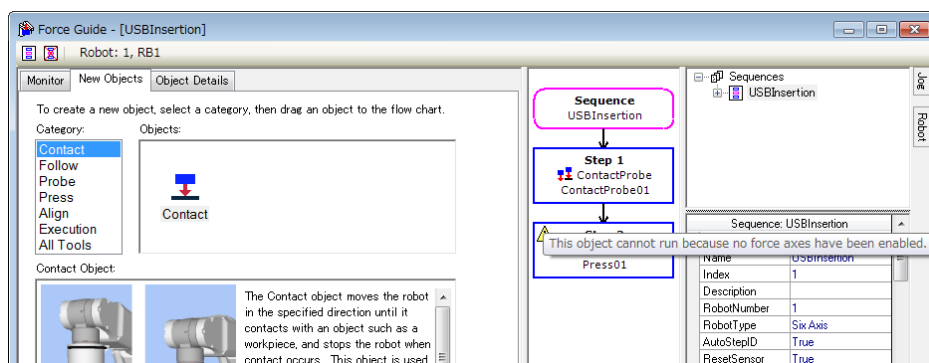 Force Guide - [USBInsertion]
Robot: 1, RB1
Monitor
New Objects
Object Details
To create a new object, select a category, then drag an object to the flow chart.
Category:
Objects:
Contact
Follow
Probe
Press
Align
Execution
All Tools
Contact
Contact Object:
The Contact object moves the robot
in the specified direction until it
contacts with an object such as a
workpiece, and stops the robot when
contact occurs. This object is used
Sequence
USBInsertion
Step 1
ContactProbe
ContactProbe01
This object cannot run because no force axes have been enabled.
Press01
Sequences
USBInsertion
Jog
Robot
Sequence: USBInsertion
Name USBInsertion
Index 1
Description
RobotNumber 1
RobotType Six Axis
AutoStepID True
ResetSensor True